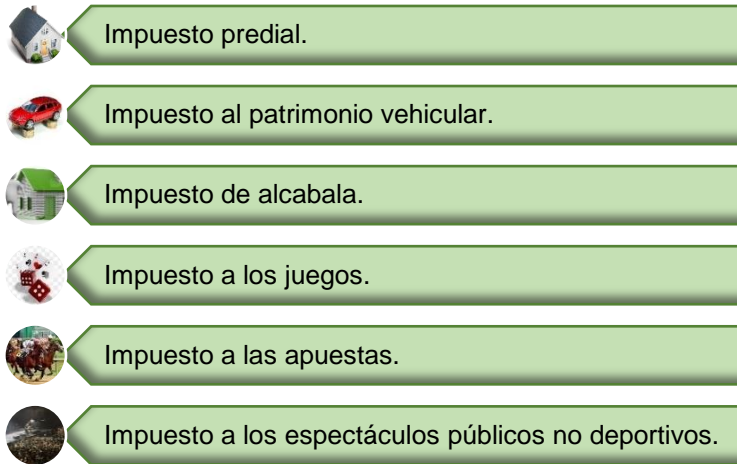 Impuesto predial.
Impuesto al patrimonio vehicular.
Impuesto de alcabala.
Impuesto a los juegos.
Impuesto a las apuestas.
Impuesto a los espectáculos públicos no deportivos.